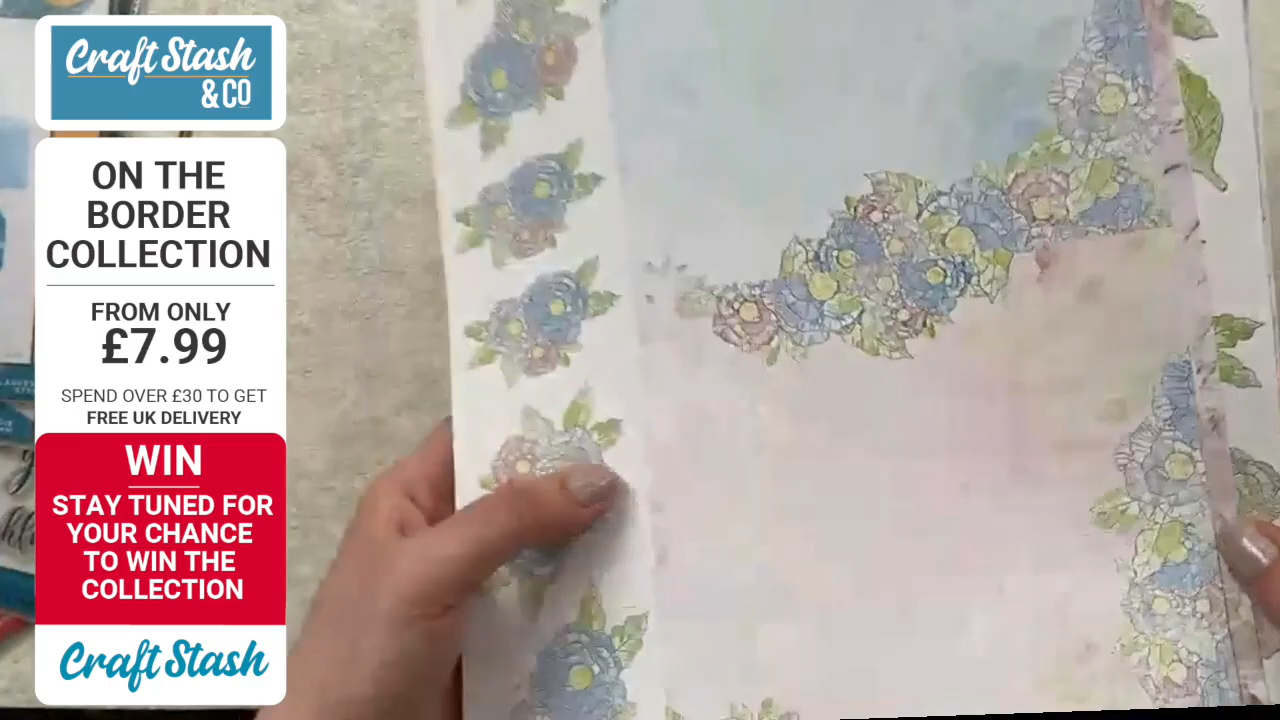 Craft Stash
& CO
ON THE
BORDER
COLLECTION
FROM ONLY
£7.99
SPEND OVER £30 TO GET
FREE UK DELIVERY
WIN
STAY TUNED FOR
YOUR CHANCE
TO WIN THE
COLLECTION
Craft Stash